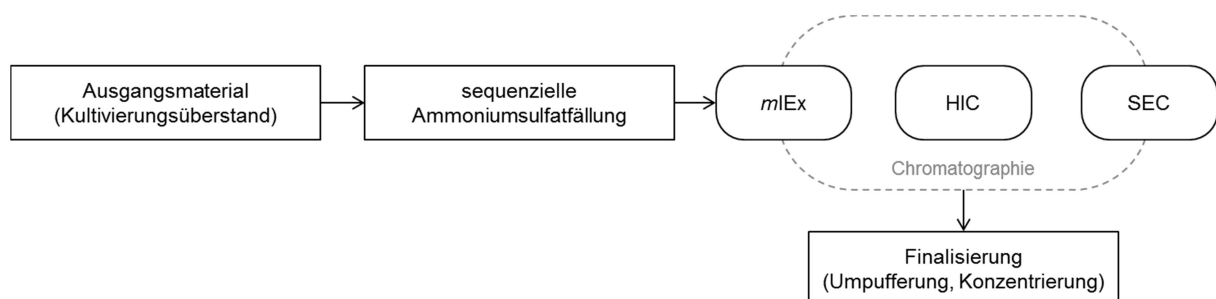 Ausgangsmaterial
(Kultivierungsüberstand)
sequenzielle
Ammoniumsulfatfällung
mIEx
HIC
SEC
Chromatographie
Finalisierung
(Umpufferung, Konzentrierung)